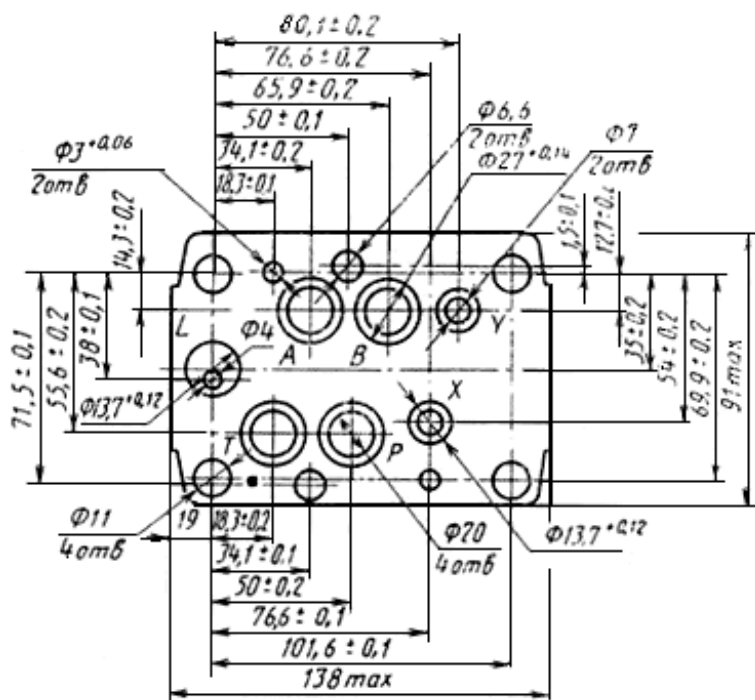 80,1±0,2
76,6±0,2
65,9±0,2
50±0,1
34,1±0,2
18,3±0,1
Φ3+0,06
2отв
Φ6,6
2отв
Φ27+0,14
Φ7
2отв
14,3±0,2
1,5±0,1
71,5±0,1
55,6±0,2
38±0,1
35±0,2
54±0,2
69,9±0,2
91max
L
A
B
Y
Φ4
Φ13,7+0,12
X
T
P
Φ11
4отв
19
18,3±0,2
34,1±0,1
50±0,2
76,6±0,1
101,6±0,1
138max
Φ20
4отв
Φ13,7+0,12